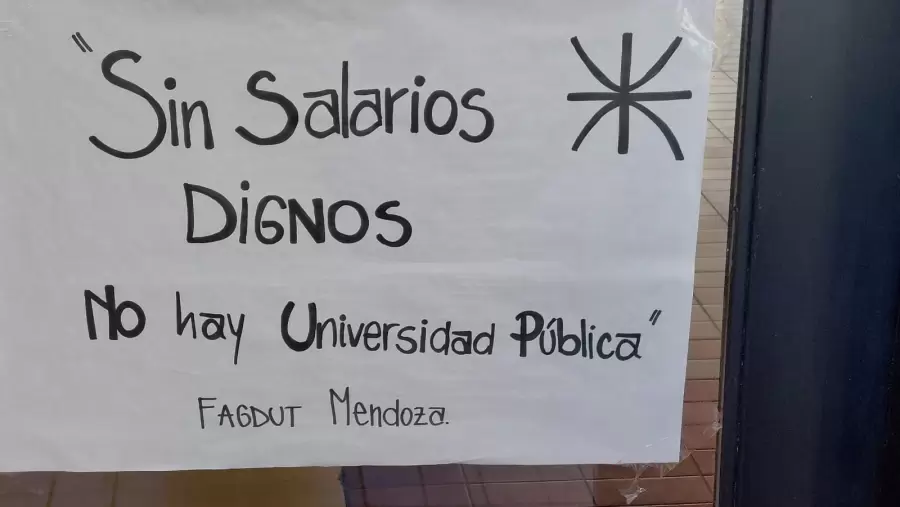 "Sin Salarios
DiGNOS
No hay Universidad Pública"
FAGDUT Mendoza.